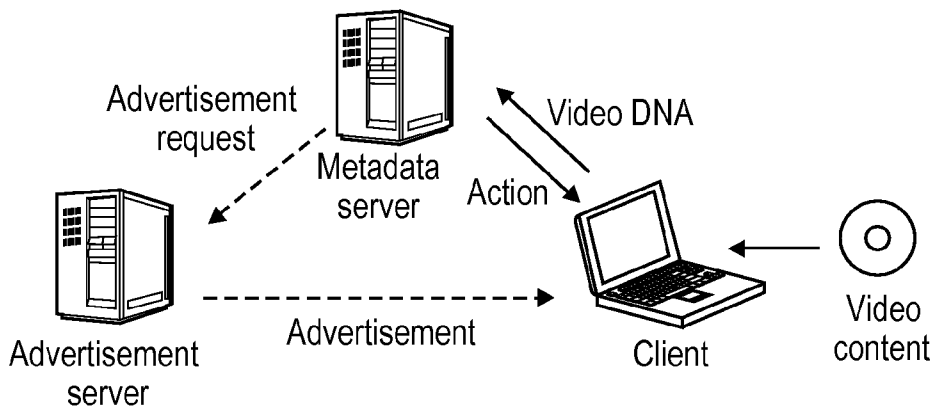 Advertisement
request
Metadata
server
Video DNA
Action
Advertisement
server
Advertisement
Client
Video
content